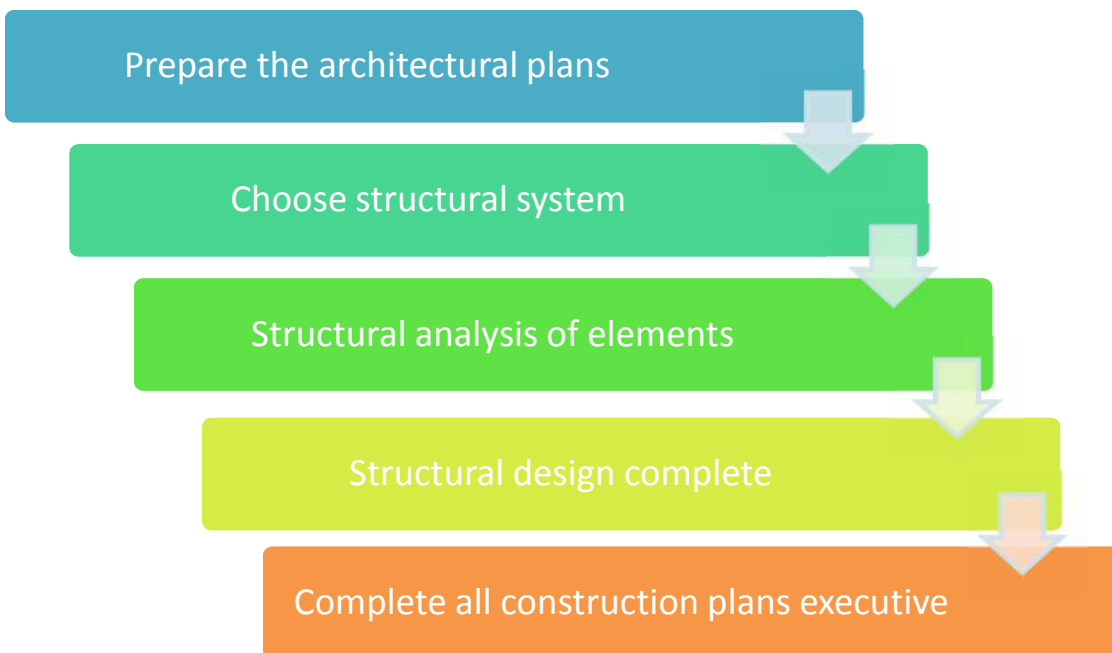 Prepare the architectural plans
Choose structural system
Structural analysis of elements
Structural design complete
Complete all construction plans executive